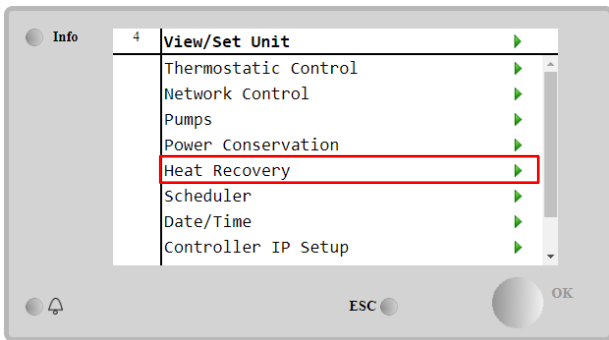 Info
4 View/Set Unit
Thermostatic Control
Network Control
Pumps
Power Conservation
Heat Recovery
Scheduler
Date/Time
Controller IP Setup
ESC
OK